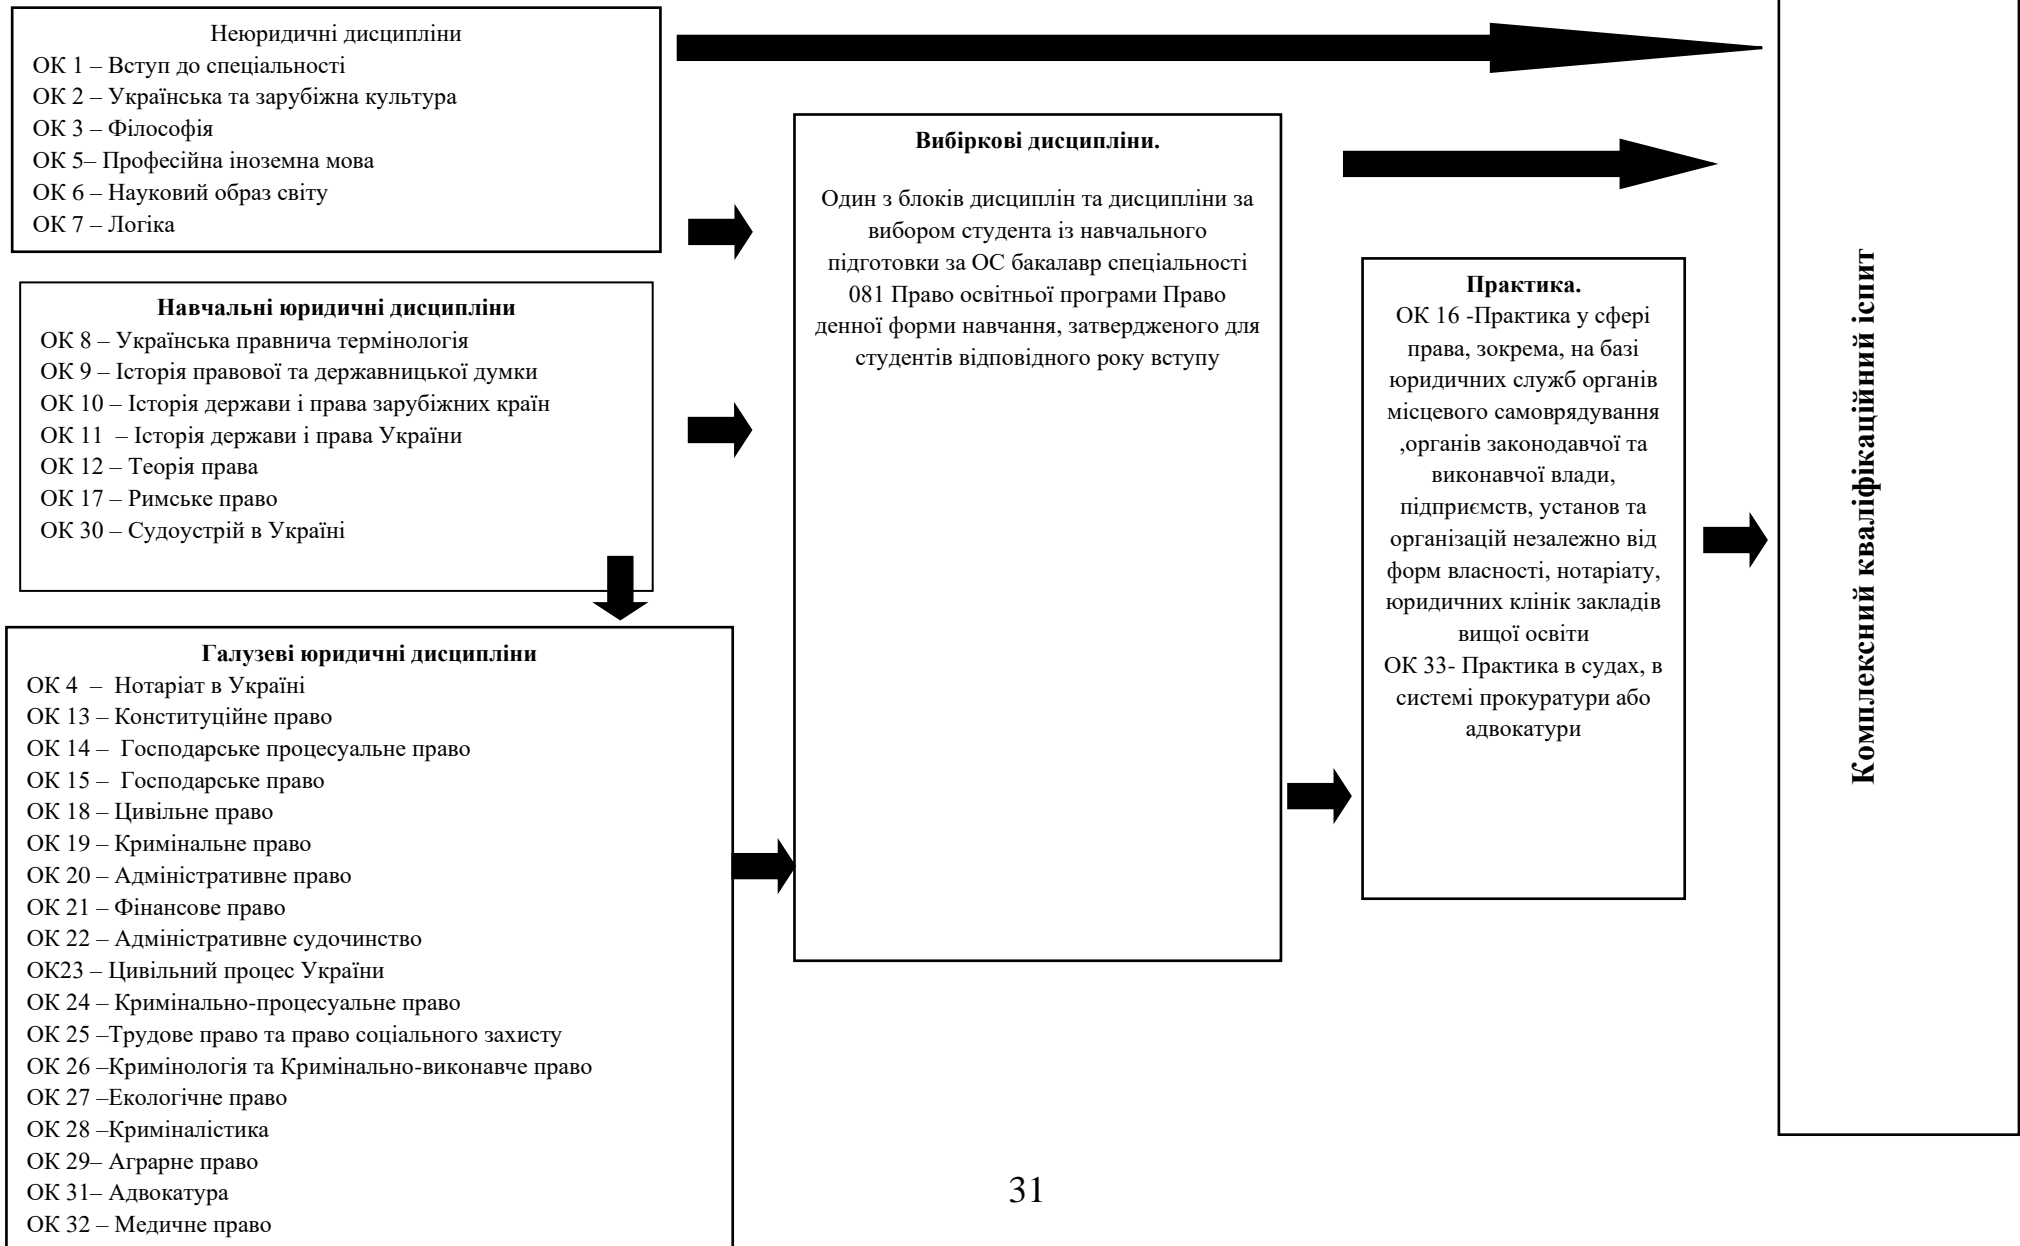 Неюридичні дисципліни
ОК 1 – Вступ до спеціальності
ОК 2 – Українська та зарубіжна культура
ОК 3 – Філософія
ОК 5– Професійна іноземна мова
ОК 6 – Науковий образ світу
ОК 7 – Логіка
Навчальні юридичні дисципліни
ОК 8 – Українська правнича термінологія
ОК 9 – Історія правової та державницької думки
ОК 10 – Історія держави і права зарубіжних країн
ОК 11 – Історія держави і права України
ОК 12 – Теорія права
ОК 17 – Римське право
ОК 30 – Судоустрій в Україні
Галузеві юридичні дисципліни
ОК 4 – Нотаріат в Україні
ОК 13 – Конституційне право
ОК 14 – Господарське процесуальне право
ОК 15 – Господарське право
ОК 18 – Цивільне право
ОК 19 – Кримінальне право
ОК 20 – Адміністративне право
ОК 21 – Фінансове право
ОК 22 – Адміністративне судочинство
ОК23 – Цивільний процес України
ОК 24 – Кримінально-процесуальне право
ОК 25 –Трудове право та право соціального захисту
ОК 26 –Кримінологія та Кримінально-виконавче право
ОК 27 –Екологічне право
ОК 28 –Криміналістика
ОК 29– Аграрне право
ОК 31– Адвокатура
ОК 32 – Медичне право
Вибіркові дисципліни.
Один з блоків дисциплін та дисципліни за
вибором студента із навчального
підготовки за ОС бакалавр спеціальності
081 Право освітньої програми Право
денної форми навчання, затвердженого для
студентів відповідного року вступу
Практика.
ОК 16 -Практика у сфері
права, зокрема, на базі
юридичних служб органів
місцевого самоврядування
,органів законодавчої та
виконавчої влади,
підприємств, установ та
організацій незалежно від
форм власності, нотаріату,
юридичних клінік закладів
вищої освіти
ОК 33- Практика в судах, в
системі прокуратури або
адвокатури
Комплексний кваліфікаційний іспит
31